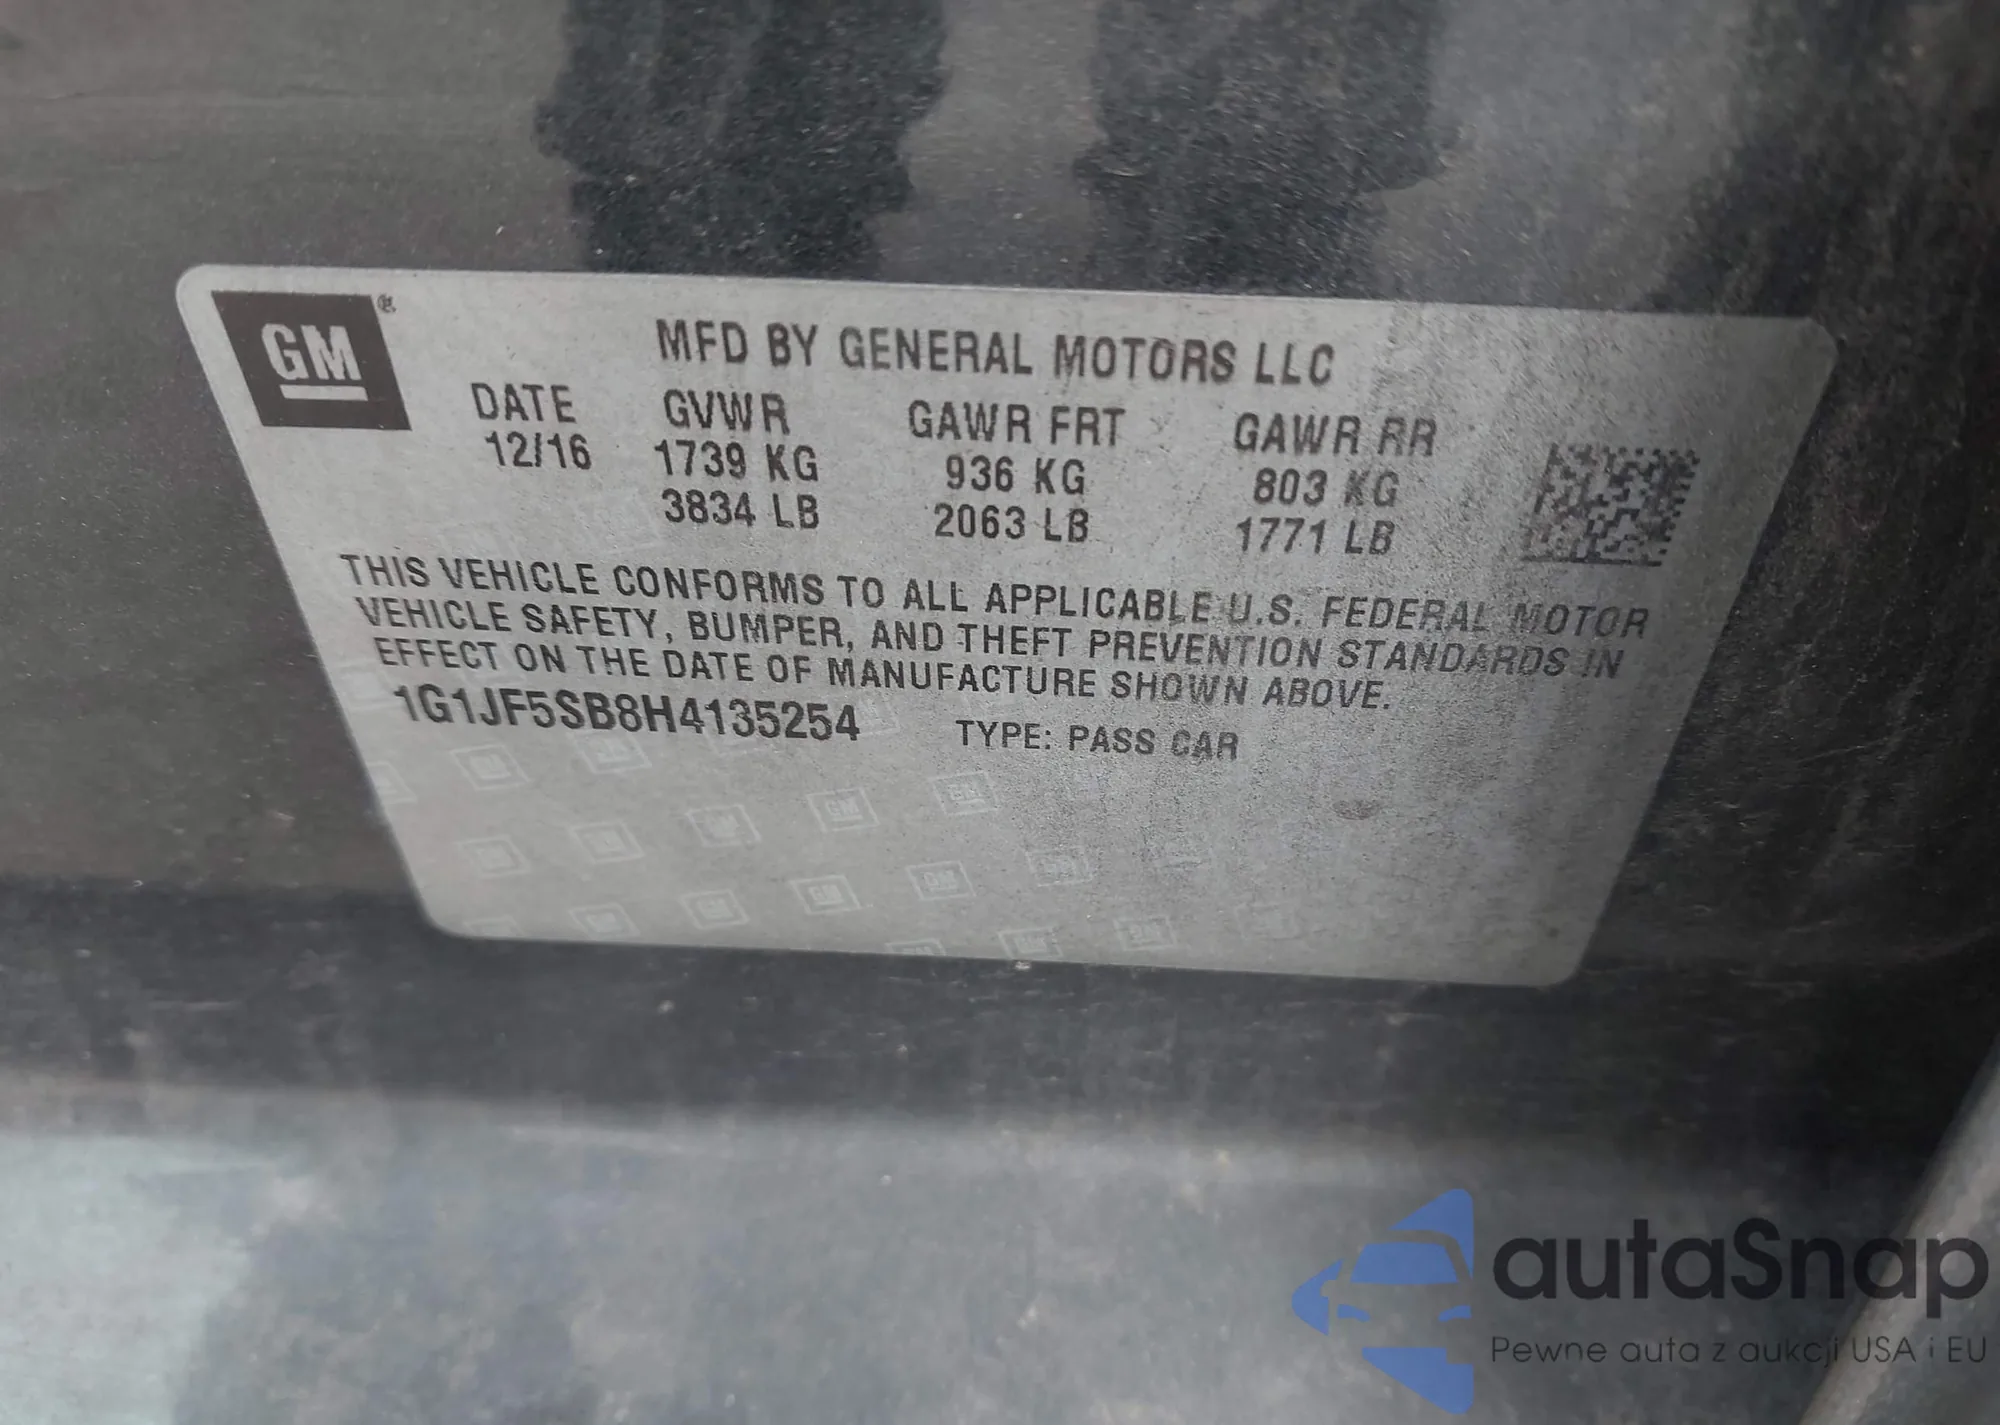 GM®
MFD BY GENERAL MOTORS LLC
DATE GVWR GAWR FRT GAWR RR
12/16 1739 KG 936 KG 803 KG
3834 LB 2063 LB 1771 LB
THIS VEHICLE CONFORMS TO ALL APPLICABLE U.S. FEDERAL MOTOR
VEHICLE SAFETY, BUMPER, AND THEFT PREVENTION STANDARDS IN
EFFECT ON THE DATE OF MANUFACTURE SHOWN ABOVE.
1G1JF5SB8H4135254 TYPE: PASS CAR
autaSnap
Pewne auta z aukcji USA i EU